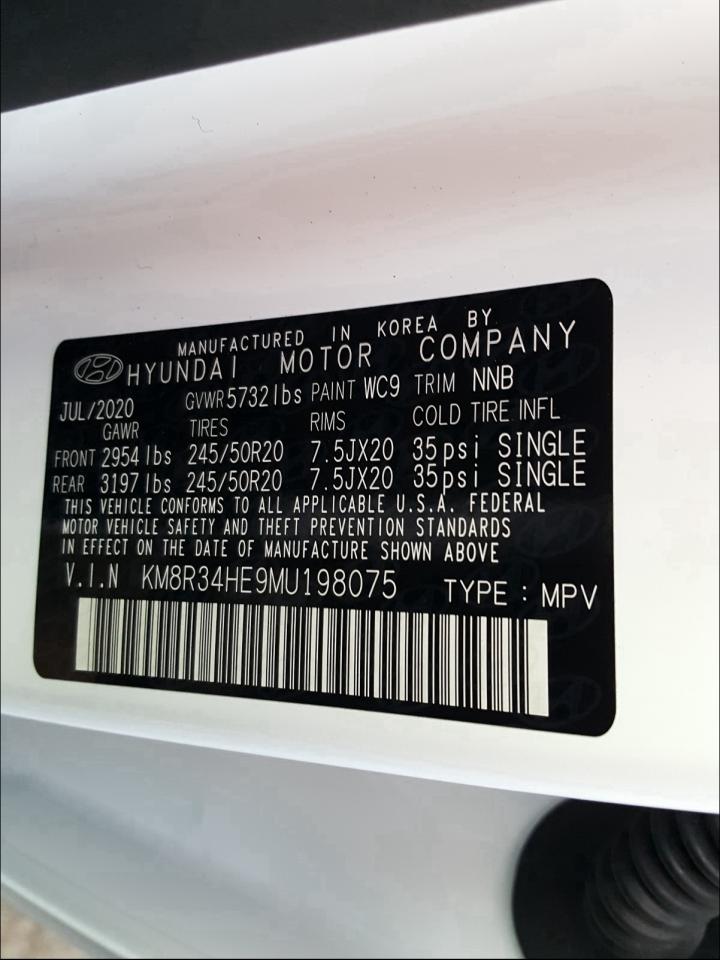 MANUFACTURED IN KOREA BY
HYUNDAI MOTOR COMPANY
JUL/2020 GVWR 5732 lbs PAINT WC9 TRIM NNB
GAWR TIRES RIMS COLD TIRE INFL
FRONT 2954 lbs 245/50R20 7.5JX20 35psi SINGLE
REAR 3197 lbs 245/50R20 7.5JX20 35psi SINGLE
THIS VEHICLE CONFORMS TO ALL APPLICABLE U.S.A. FEDERAL
MOTOR VEHICLE SAFETY AND THEFT PREVENTION STANDARDS
IN EFFECT ON THE DATE OF MANUFACTURE SHOWN ABOVE
V.I.N KM8R34HE9MU198075 TYPE : MPV